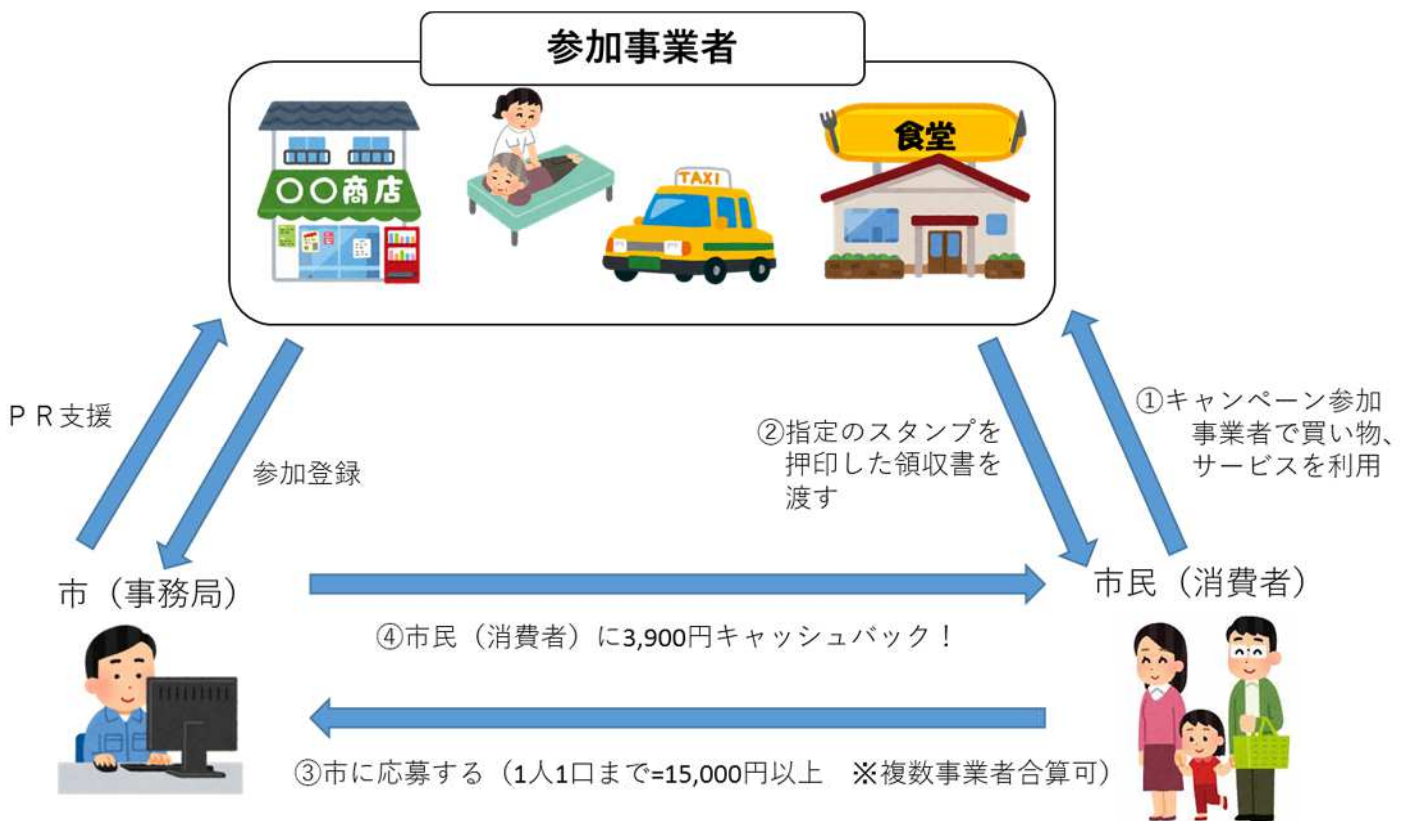 参加事業者
〇〇商店
TAXI
食堂
ＰＲ支援
参加登録
②指定のスタンプを
押印した領収書を
渡す
①キャンペーン参加
事業者で買い物、
サービスを利用
市（事務局）
市民（消費者）
④市民（消費者）に3,900円キャッシュバック！
③市に応募する（1人1口まで=15,000円以上　※複数事業者合算可）